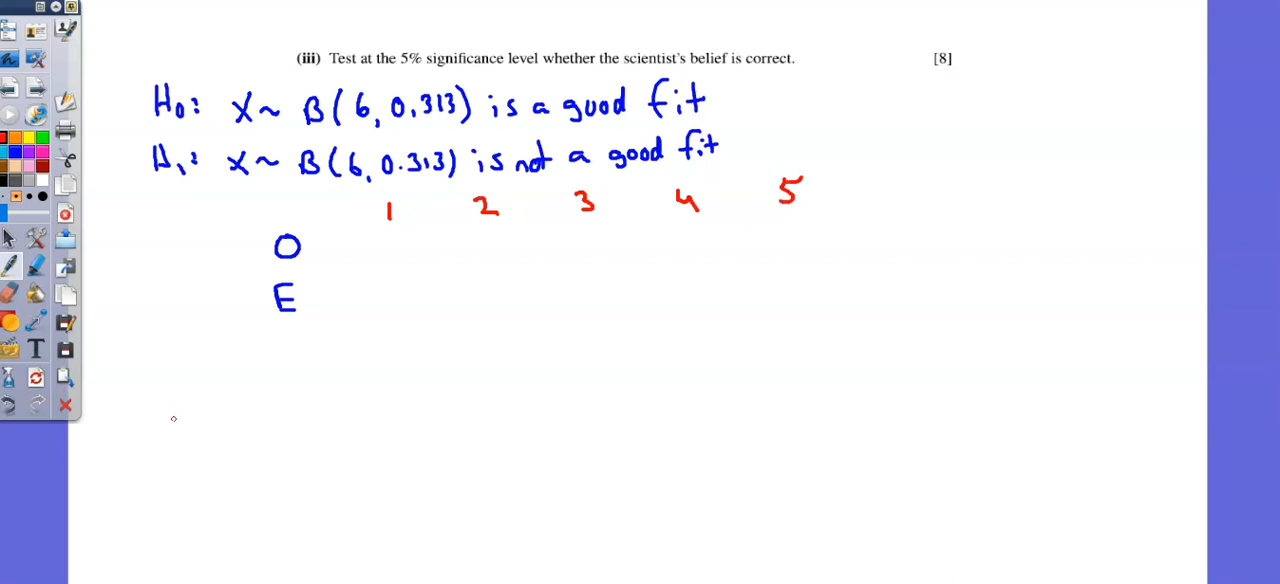 (iii) Test at the 5% significance level whether the scientist's belief is correct. [8]
H₀: X ~ B(6, 0.313) is a good fit
H₁: X ~ B(6, 0.313) is not a good fit
1 2 3 4 5
O
E
T